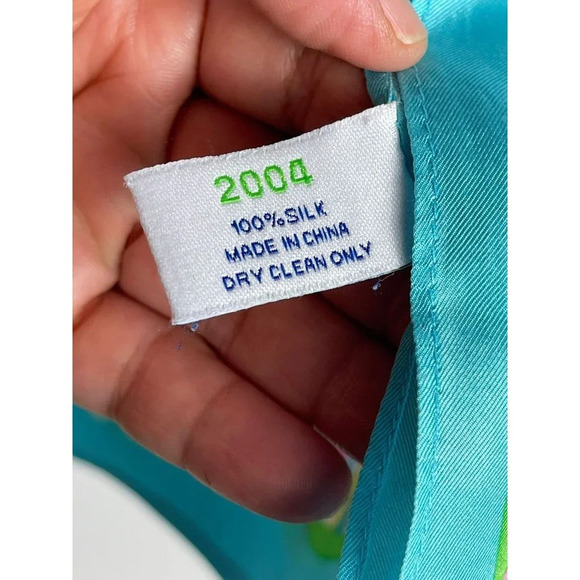 2004
100% SILK
MADE IN CHINA
DRY CLEAN ONLY